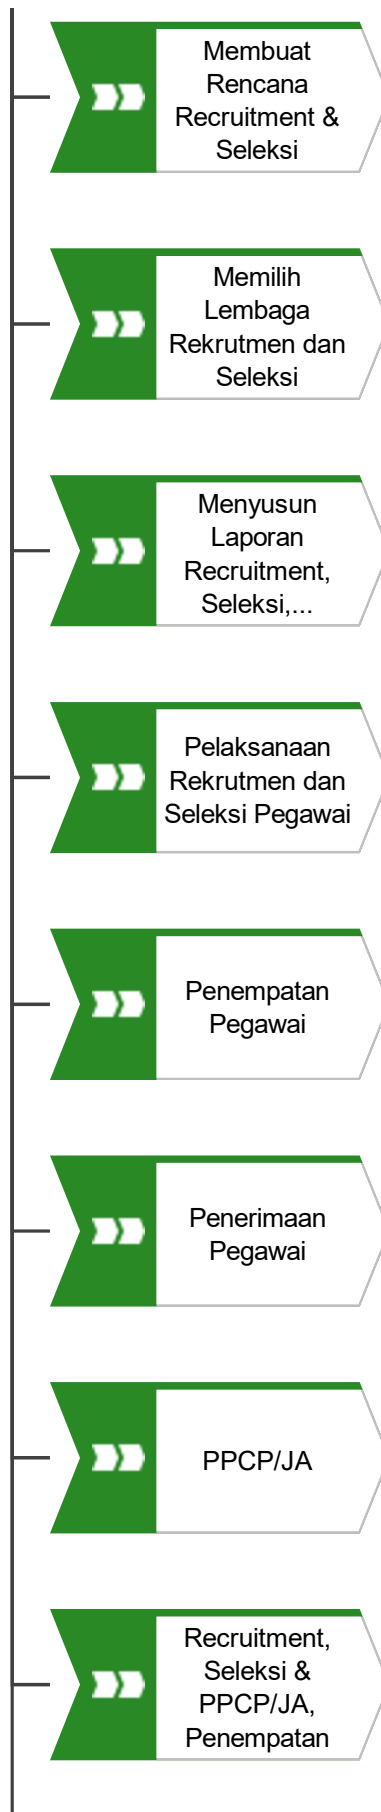 Membuat
Rencana
Recruitment &
Seleksi
Memilih
Lembaga
Rekrutmen dan
Seleksi
Menyusun
Laporan
Recruitment,
Seleksi,...
Pelaksanaan
Rekrutmen dan
Seleksi Pegawai
Penempatan
Pegawai
Penerimaan
Pegawai
PPCP/JA
Recruitment,
Seleksi &
PPCP/JA,
Penempatan